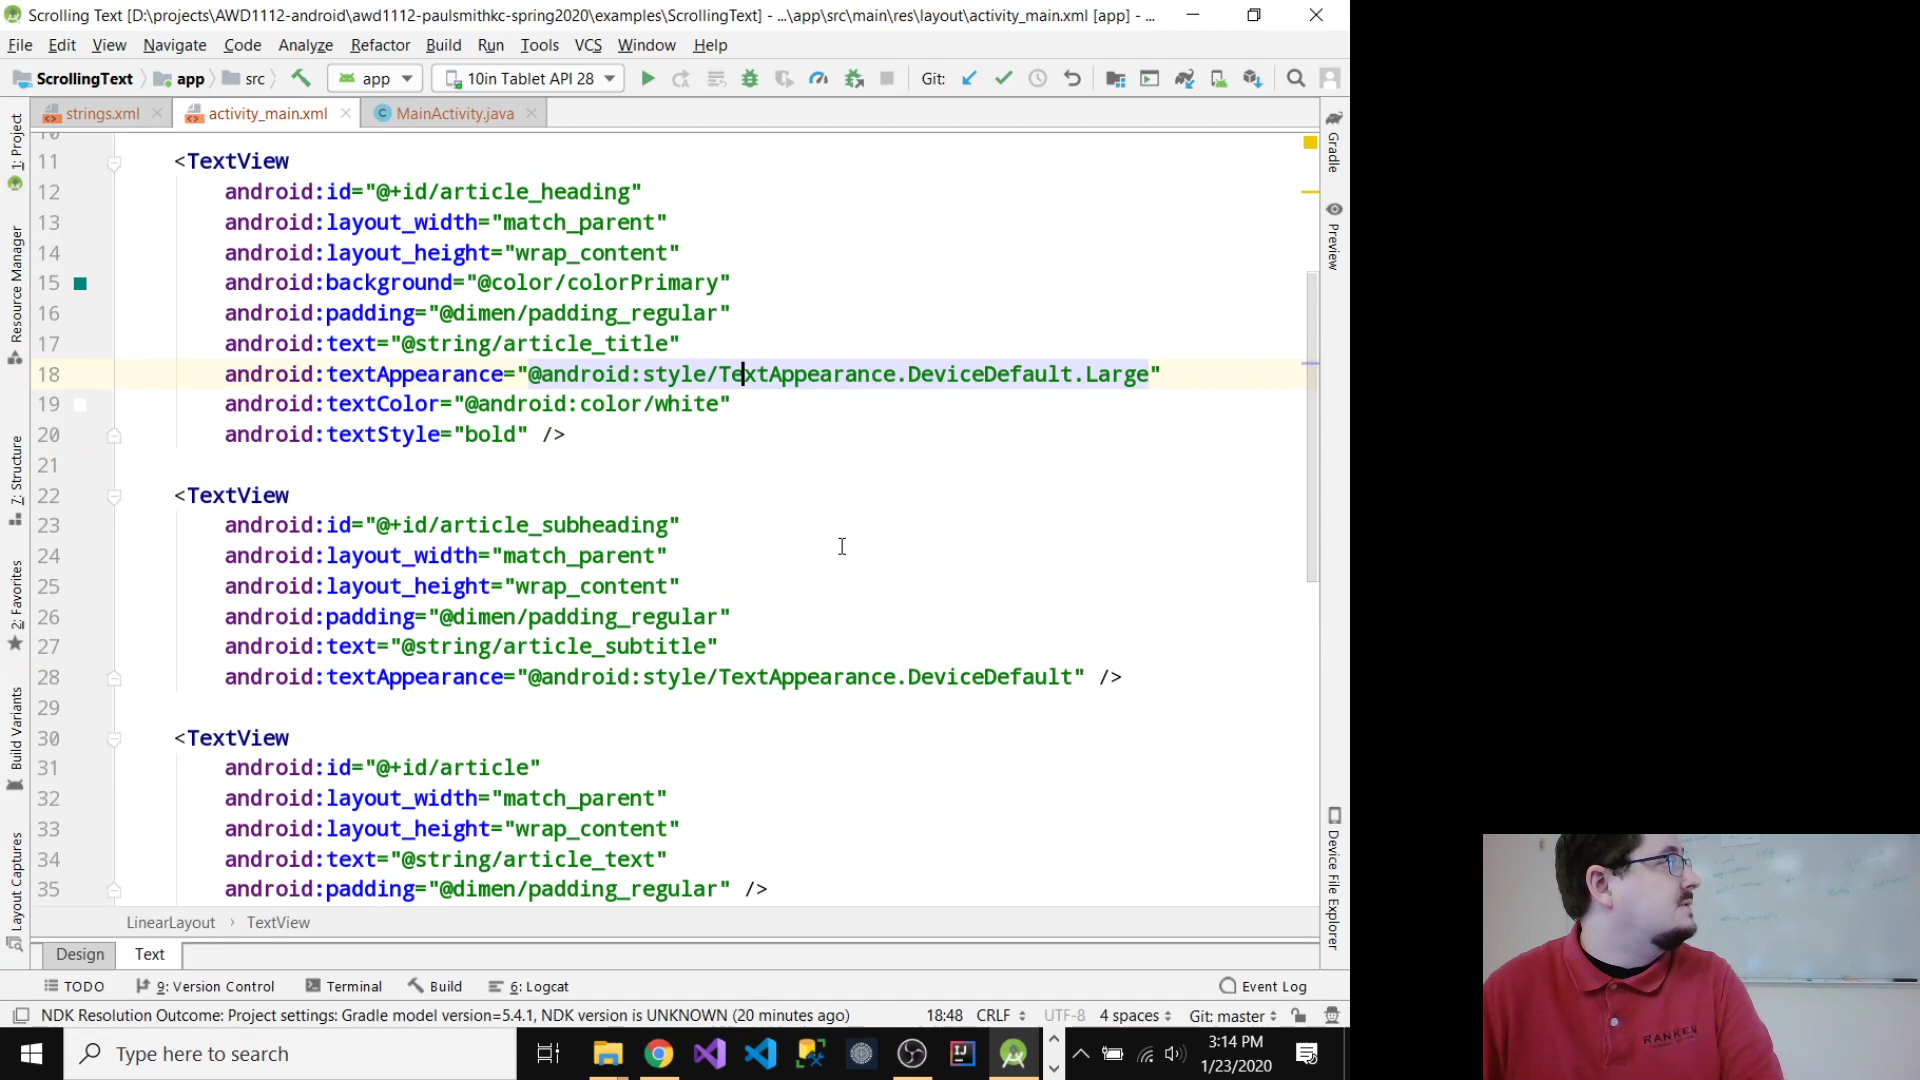 Scrolling Text [D:\projects\AWD1112-android\awd1112-paulsmithkc-spring2020\examples\ScrollingText] - ...\app\src\main\res\layout\activity_main.xml [app] - ...
File Edit View Navigate Code Analyze Refactor Build Run Tools VCS Window Help
ScrollingText app src app 10in Tablet API 28 Git:
strings.xml activity_main.xml MainActivity.java
11 <TextView
12 android:id="@+id/article_heading"
13 android:layout_width="match_parent"
14 android:layout_height="wrap_content"
15 android:background="@color/colorPrimary"
16 android:padding="@dimen/padding_regular"
17 android:text="@string/article_title"
18 android:textAppearance="@android:style/TextAppearance.DeviceDefault.Large"
19 android:textColor="@android:color/white"
20 android:textStyle="bold" />
21
22 <TextView
23 android:id="@+id/article_subheading"
24 android:layout_width="match_parent"
25 android:layout_height="wrap_content"
26 android:padding="@dimen/padding_regular"
27 android:text="@string/article_subtitle"
28 android:textAppearance="@android:style/TextAppearance.DeviceDefault" />
29
30 <TextView
31 android:id="@+id/article"
32 android:layout_width="match_parent"
33 android:layout_height="wrap_content"
34 android:text="@string/article_text"
35 android:padding="@dimen/padding_regular" />
1: Project
Resource Manager
7: Structure
2: Favorites
Build Variants
Layout Captures
Gradle
Preview
Device File Explorer
LinearLayout › TextView
Design Text
TODO 9: Version Control Terminal Build 6: Logcat Event Log
NDK Resolution Outcome: Project settings: Gradle model version=5.4.1, NDK version is UNKNOWN (20 minutes ago) 18:48 CRLF UTF-8 4 spaces Git: master
Type here to search
3:14 PM
1/23/2020
RANKEN